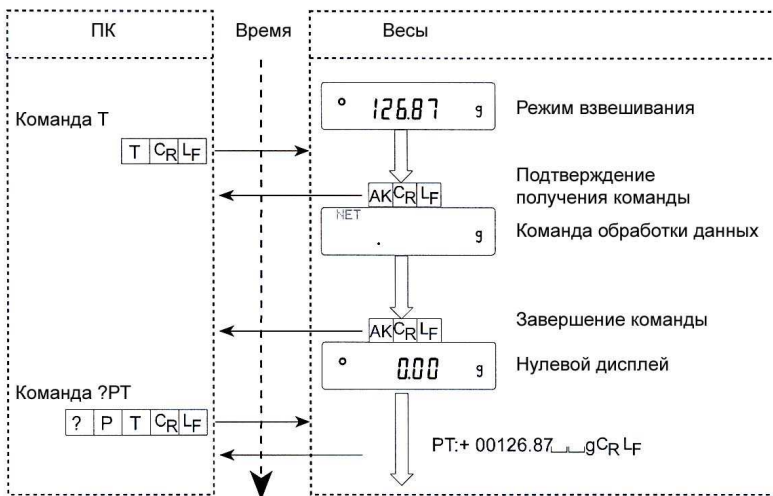 ПК Время Весы
126.87 g Режим взвешивания
Команда T
T CR LF
Подтверждение
получения команды
AK CR LF
NET
. g Команда обработки данных
Завершение команды
AK CR LF
0.00 g Нулевой дисплей
Команда ?PT
? P T CR LF
PT:+ 00126.87␣␣gCR LF